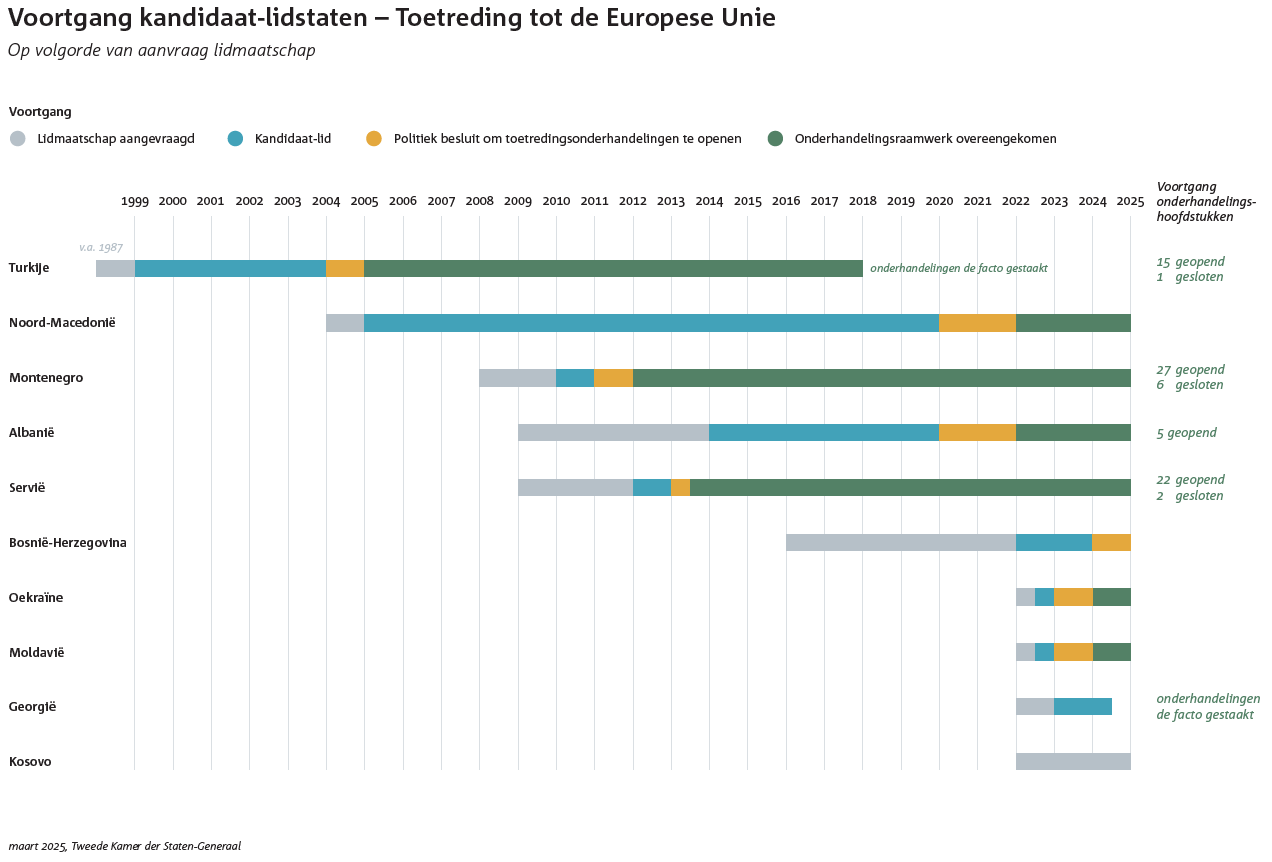 Voortgang kandidaat-lidstaten – Toetreding tot de Europese Unie
Op volgorde van aanvraag lidmaatschap
Voortgang
Lidmaatschap aangevraagd Kandidaat-lid Politiek besluit om toetredingsonderhandelingen te openen Onderhandelingsraamwerk overeengekomen
Voortgang
onderhandelings-
hoofdstukken
1999 2000 2001 2002 2003 2004 2005 2006 2007 2008 2009 2010 2011 2012 2013 2014 2015 2016 2017 2018 2019 2020 2021 2022 2023 2024 2025
v.a. 1987
Turkije onderhandelingen de facto gestaakt
15 geopend
1 gesloten
Noord-Macedonië
Montenegro
27 geopend
6 gesloten
Albanië 5 geopend
Servië
22 geopend
2 gesloten
Bosnië-Herzegovina
Oekraïne
Moldavië
Georgië
onderhandelingen
de facto gestaakt
Kosovo
maart 2025, Tweede Kamer der Staten-Generaal